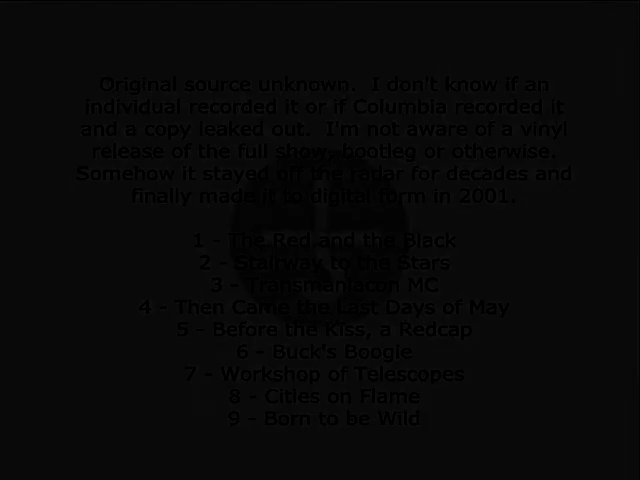 Original source unknown.  I don't know if an
individual recorded it or if Columbia recorded it
and a copy leaked out.  I'm not aware of a vinyl
release of the full show, bootleg or otherwise.
Somehow it stayed off the radar for decades and
finally made it to digital form in 2001.
1 - The Red and the Black
2 - Stairway to the Stars
3 - Transmaniacon MC
4 - Then Came the Last Days of May
5 - Before the Kiss, a Redcap
6 - Buck's Boogie
7 - Workshop of Telescopes
8 - Cities on Flame
9 - Born to be Wild